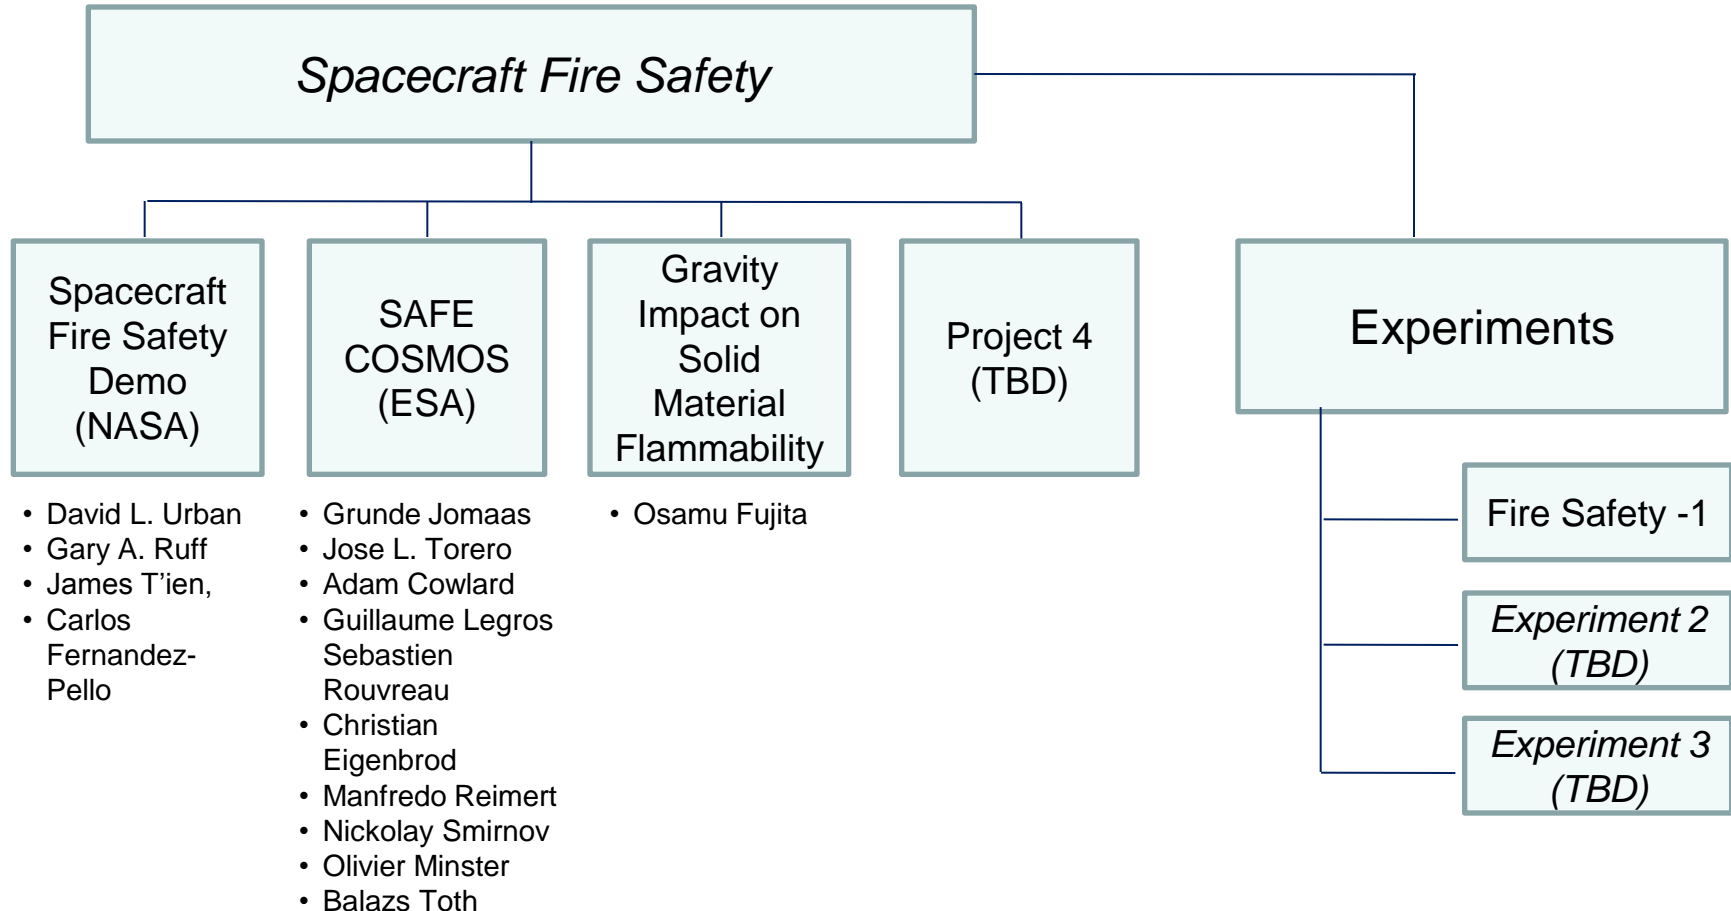 Spacecraft Fire Safety
Spacecraft
Fire Safety
Demo
(NASA)
SAFE
COSMOS
(ESA)
Gravity
Impact on
Solid
Material
Flammability
Project 4
(TBD)
Experiments
• David L. Urban
• Gary A. Ruff
• James T’ien,
• Carlos
Fernandez-
Pello
• Grunde Jomaas
• Jose L. Torero
• Adam Cowlard
• Guillaume Legros
Sebastien
Rouvreau
• Christian
Eigenbrod
• Manfredo Reimert
• Nickolay Smirnov
• Olivier Minster
• Balazs Toth
• Osamu Fujita
Fire Safety -1
Experiment 2
(TBD)
Experiment 3
(TBD)